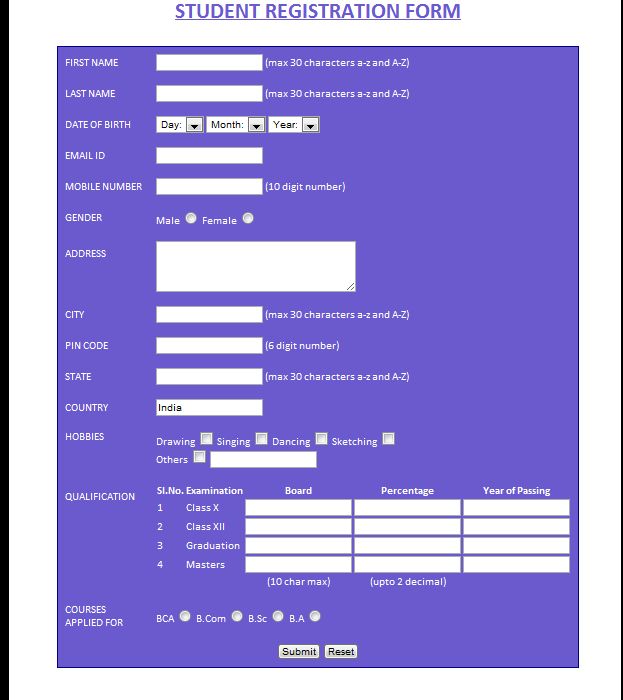 STUDENT REGISTRATION FORM
FIRST NAME (max 30 characters a-z and A-Z)
LAST NAME (max 30 characters a-z and A-Z)
DATE OF BIRTH Day: Month: Year:
EMAIL ID
MOBILE NUMBER (10 digit number)
GENDER Male Female
ADDRESS
CITY (max 30 characters a-z and A-Z)
PIN CODE (6 digit number)
STATE (max 30 characters a-z and A-Z)
COUNTRY India
HOBBIES Drawing Singing Dancing Sketching
Others
QUALIFICATION Sl.No. Examination Board Percentage Year of Passing
1 Class X
2 Class XII
3 Graduation
4 Masters
(10 char max) (upto 2 decimal)
COURSES
APPLIED FOR BCA B.Com B.Sc B.A
Submit Reset